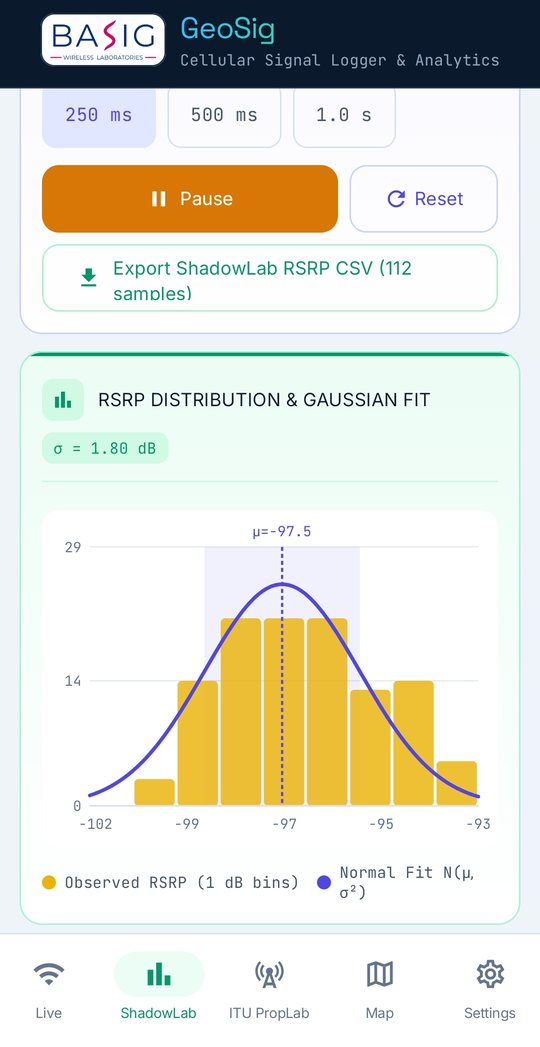 BASIG
WIRELESS LABORATORIES
GeoSig
Cellular Signal Logger & Analytics
250 ms
500 ms
1.0 s
Pause
Reset
Export ShadowLab RSRP CSV (112
samples)
RSRP DISTRIBUTION & GAUSSIAN FIT
σ = 1.80 dB
μ=-97.5
29
14
0
-102
-99
-97
-95
-93
Observed RSRP (1 dB bins)
Normal Fit N(μ,
σ²)
Live
ShadowLab
ITU PropLab
Map
Settings